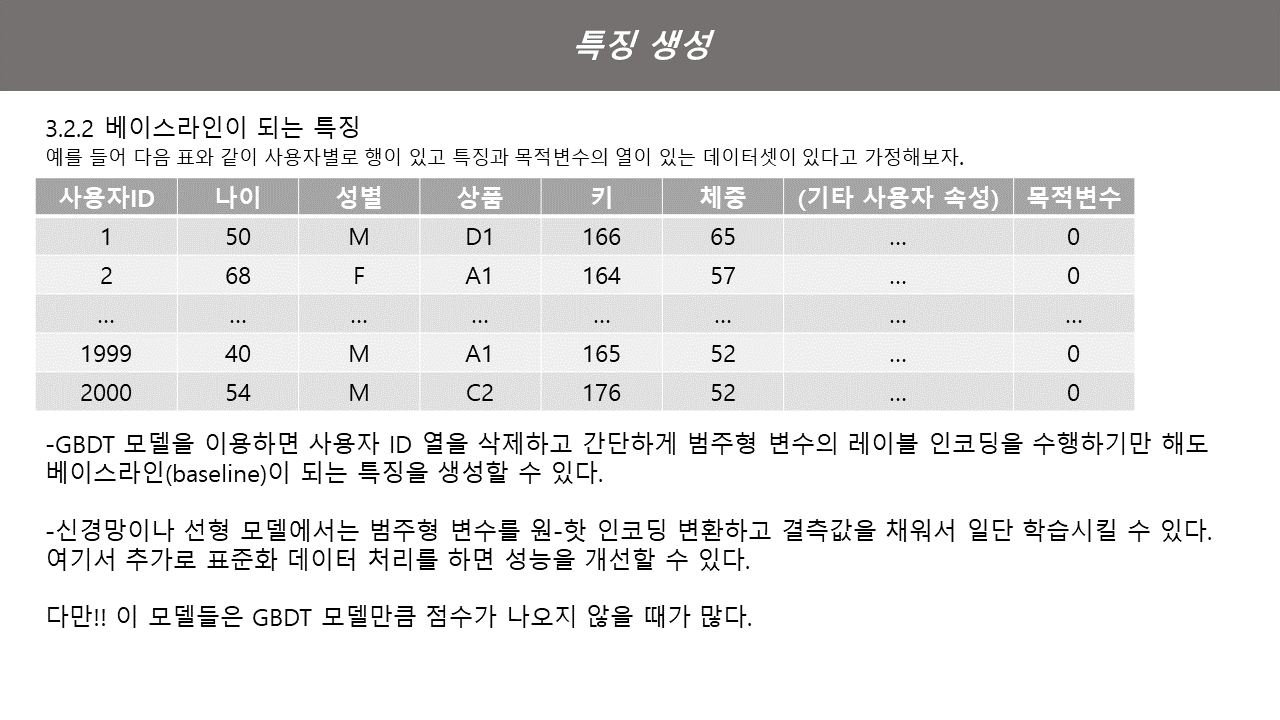 특징 생성
3.2.2 베이스라인이 되는 특징
예를 들어 다음 표와 같이 사용자별로 행이 있고 특징과 목적변수의 열이 있는 데이터셋이 있다고 가정해보자.
사용자ID 나이 성별 상품 키 체중 (기타 사용자 속성) 목적변수
1 50 M D1 166 65 ... 0
2 68 F A1 164 57 ... 0
... ... ... ... ... ... ... ...
1999 40 M A1 165 52 ... 0
2000 54 M C2 176 52 ... 0
-GBDT 모델을 이용하면 사용자 ID 열을 삭제하고 간단하게 범주형 변수의 레이블 인코딩을 수행하기만 해도
베이스라인(baseline)이 되는 특징을 생성할 수 있다.
-신경망이나 선형 모델에서는 범주형 변수를 원-핫 인코딩 변환하고 결측값을 채워서 일단 학습시킬 수 있다.
여기서 추가로 표준화 데이터 처리를 하면 성능을 개선할 수 있다.
다만!! 이 모델들은 GBDT 모델만큼 점수가 나오지 않을 때가 많다.